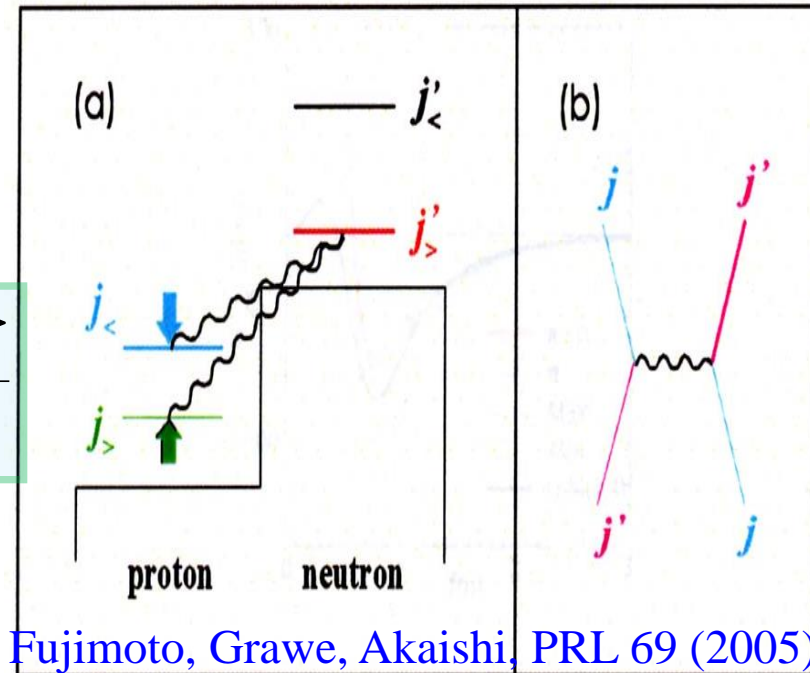 (a)
j'<
j'>
j<
j>
proton neutron
(b)
j j'
j' j
Fujimoto, Grawe, Akaishi, PRL 69 (2005)